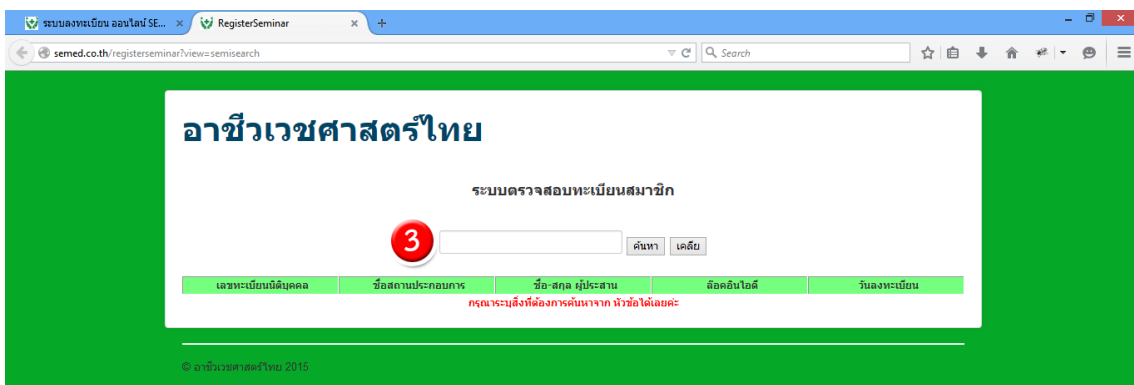 ระบบลงทะเบียน ออนไลน์ SE... × RegisterSeminar × +
semed.co.th/registerseminar?view=semisearch Search
อาชีวเวชศาสตร์ไทย
ระบบตรวจสอบทะเบียนสมาชิก
3 ค้นหา เคลีย
เลขทะเบียนนิติบุคคล ชื่อสถานประกอบการ ชื่อ-สกุล ผู้ประสาน ล๊อคอินไอดี วันลงทะเบียน
กรุณาระบุสิ่งที่ต้องการค้นหาจาก หัวข้อได้เลยค่ะ
© อาชีวเวชศาสตร์ไทย 2015